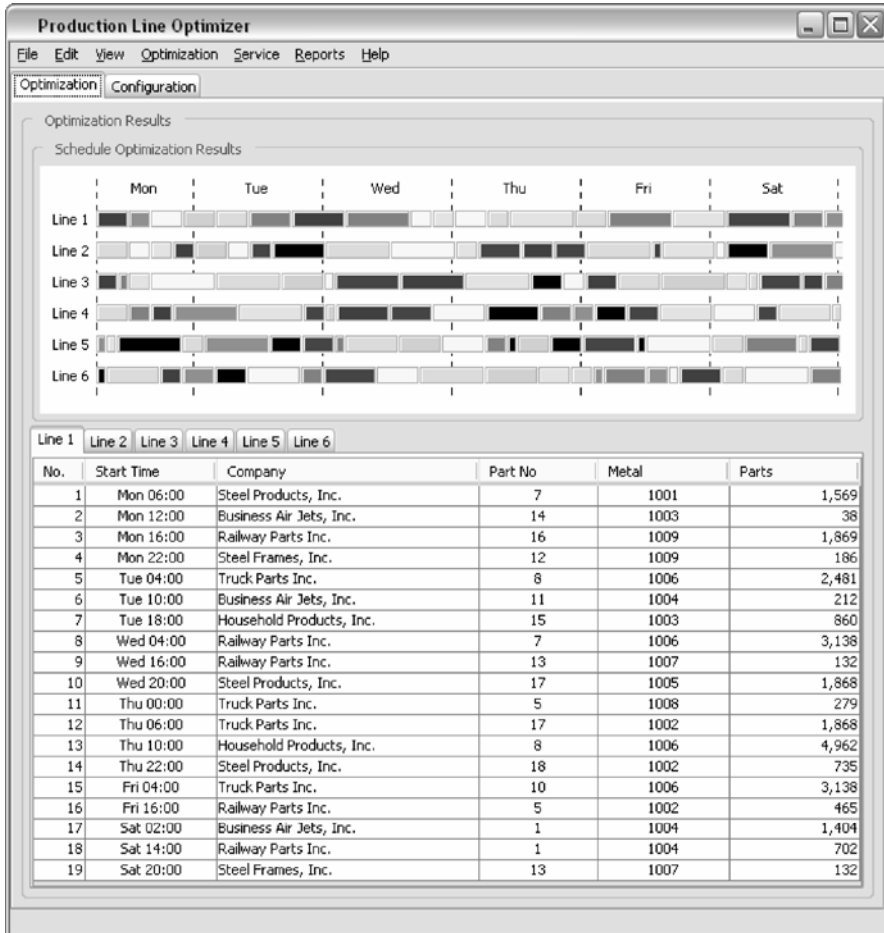 Production Line Optimizer
File Edit View Optimization Service Reports Help
Optimization Configuration
Optimization Results
Schedule Optimization Results
Mon Tue Wed Thu Fri Sat
Line 1
Line 2
Line 3
Line 4
Line 5
Line 6
Line 1 Line 2 Line 3 Line 4 Line 5 Line 6
No. Start Time Company Part No Metal Parts
1 Mon 06:00 Steel Products, Inc. 7 1001 1,569
2 Mon 12:00 Business Air Jets, Inc. 14 1003 38
3 Mon 16:00 Railway Parts Inc. 16 1009 1,869
4 Mon 22:00 Steel Frames, Inc. 12 1009 186
5 Tue 04:00 Truck Parts Inc. 8 1006 2,481
6 Tue 10:00 Business Air Jets, Inc. 11 1004 212
7 Tue 18:00 Household Products, Inc. 15 1003 860
8 Wed 04:00 Railway Parts Inc. 7 1006 3,138
9 Wed 16:00 Railway Parts Inc. 13 1007 132
10 Wed 20:00 Steel Products, Inc. 17 1005 1,868
11 Thu 00:00 Truck Parts Inc. 5 1008 279
12 Thu 06:00 Truck Parts Inc. 17 1002 1,868
13 Thu 10:00 Household Products, Inc. 8 1006 4,962
14 Thu 22:00 Steel Products, Inc. 18 1002 735
15 Fri 04:00 Truck Parts Inc. 10 1006 3,138
16 Fri 16:00 Railway Parts Inc. 5 1002 465
17 Sat 02:00 Business Air Jets, Inc. 1 1004 1,404
18 Sat 14:00 Railway Parts Inc. 1 1004 702
19 Sat 20:00 Steel Frames, Inc. 13 1007 132